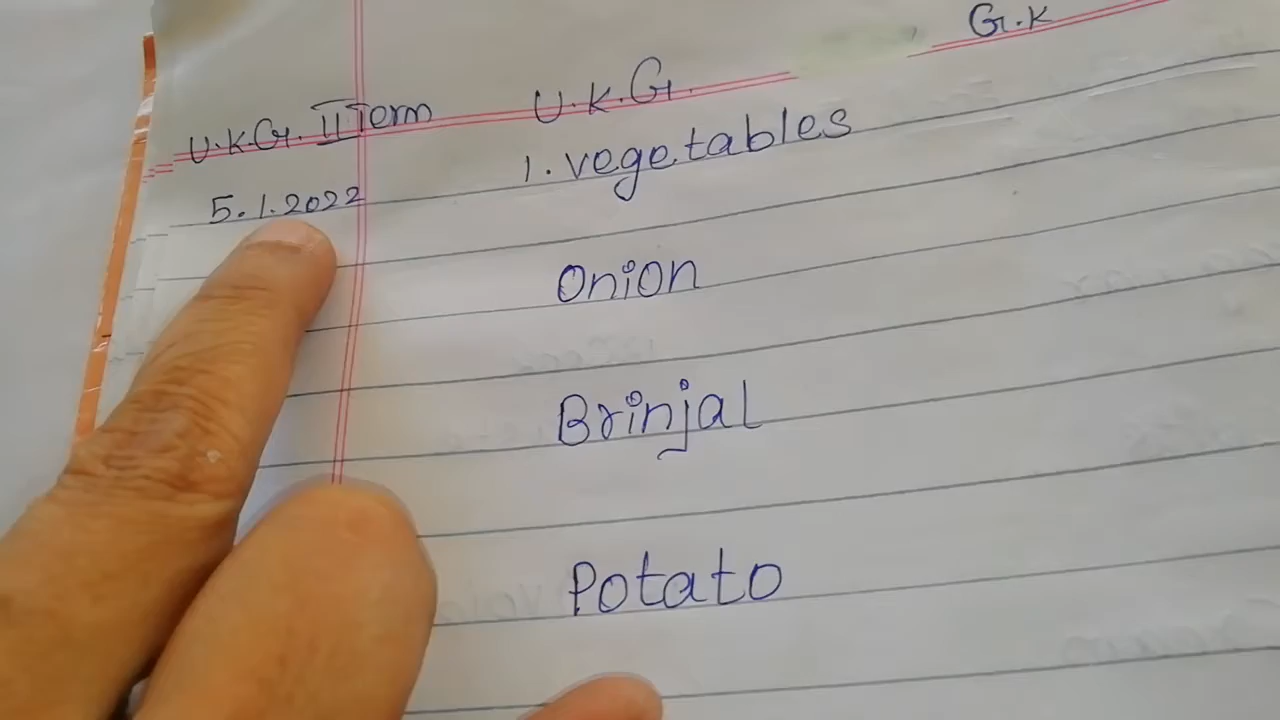 G.K
U.K.G. II Term U.K.G.
5.1.2022 1. vegetables
Onion
Brinjal
Potato